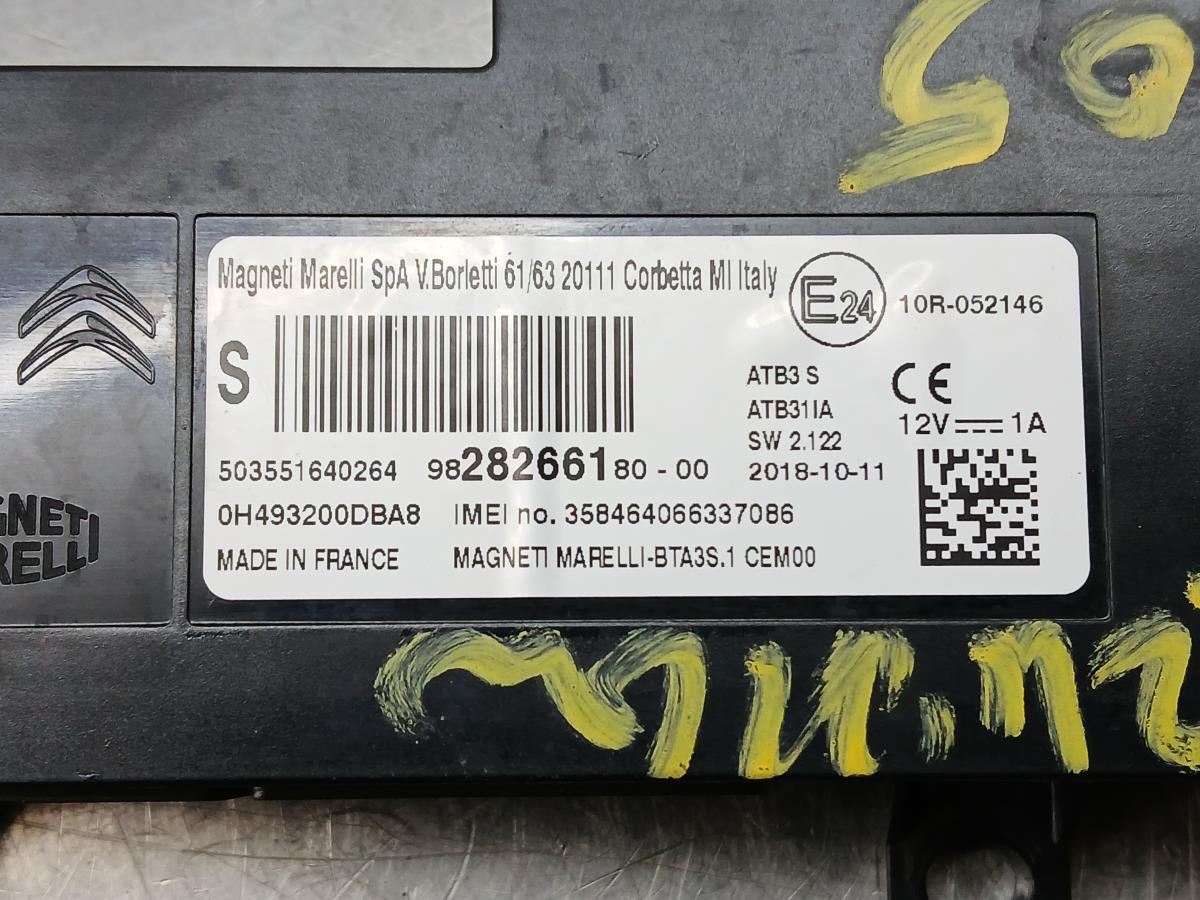 Magneti Marelli SpA V.Borletti 61/63 20111 Corbetta MI Italy
E24
10R-052146
S
ATB3 S
ATB31IA
SW 2.122
2018-10-11
CE
12V 1A
503551640264 9828266180-00
0H493200DBA8 IMEI no. 358464066337086
MADE IN FRANCE MAGNETI MARELLI-BTA3S.1 CEM00